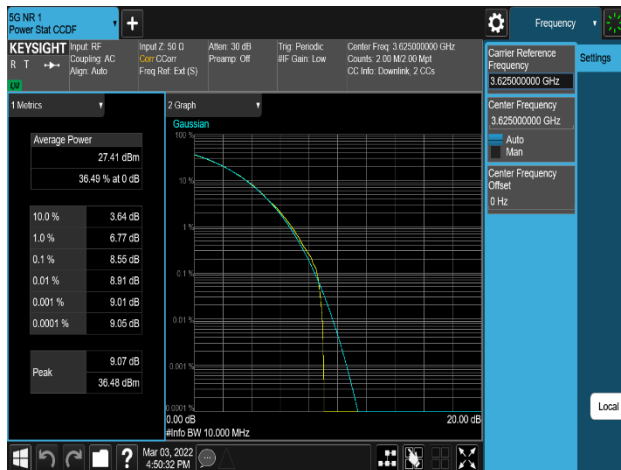 5G NR 1
Power Stat CCDF
Frequency
KEYSIGHT
R T
LXI
Input: RF
Coupling: AC
Align: Auto
Input Z: 50 Ω
Corr CCorr
Freq Ref: Ext (S)
Atten: 30 dB
Preamp: Off
Trig: Periodic
#IF Gain: Low
Center Freq: 3.625000000 GHz
Counts: 2.00 M/2.00 Mpt
CC Info: Downlink, 2 CCs
Carrier Reference
Frequency
3.625000000 GHz
Settings
Center Frequency
3.625000000 GHz
Auto
Man
Center Frequency
Offset
0 Hz
Local
1 Metrics
Average Power
27.41 dBm
36.49 % at 0 dB
10.0 % 3.64 dB
1.0 % 6.77 dB
0.1 % 8.55 dB
0.01 % 8.91 dB
0.001 % 9.01 dB
0.0001 % 9.05 dB
Peak
9.07 dB
36.48 dBm
2 Graph
Gaussian
100 %
10 %
1 %
0.1 %
0.01 %
0.001 %
0.0001 %
0.00 dB 20.00 dB
#Info BW 10.000 MHz
?
Mar 03, 2022
4:50:32 PM